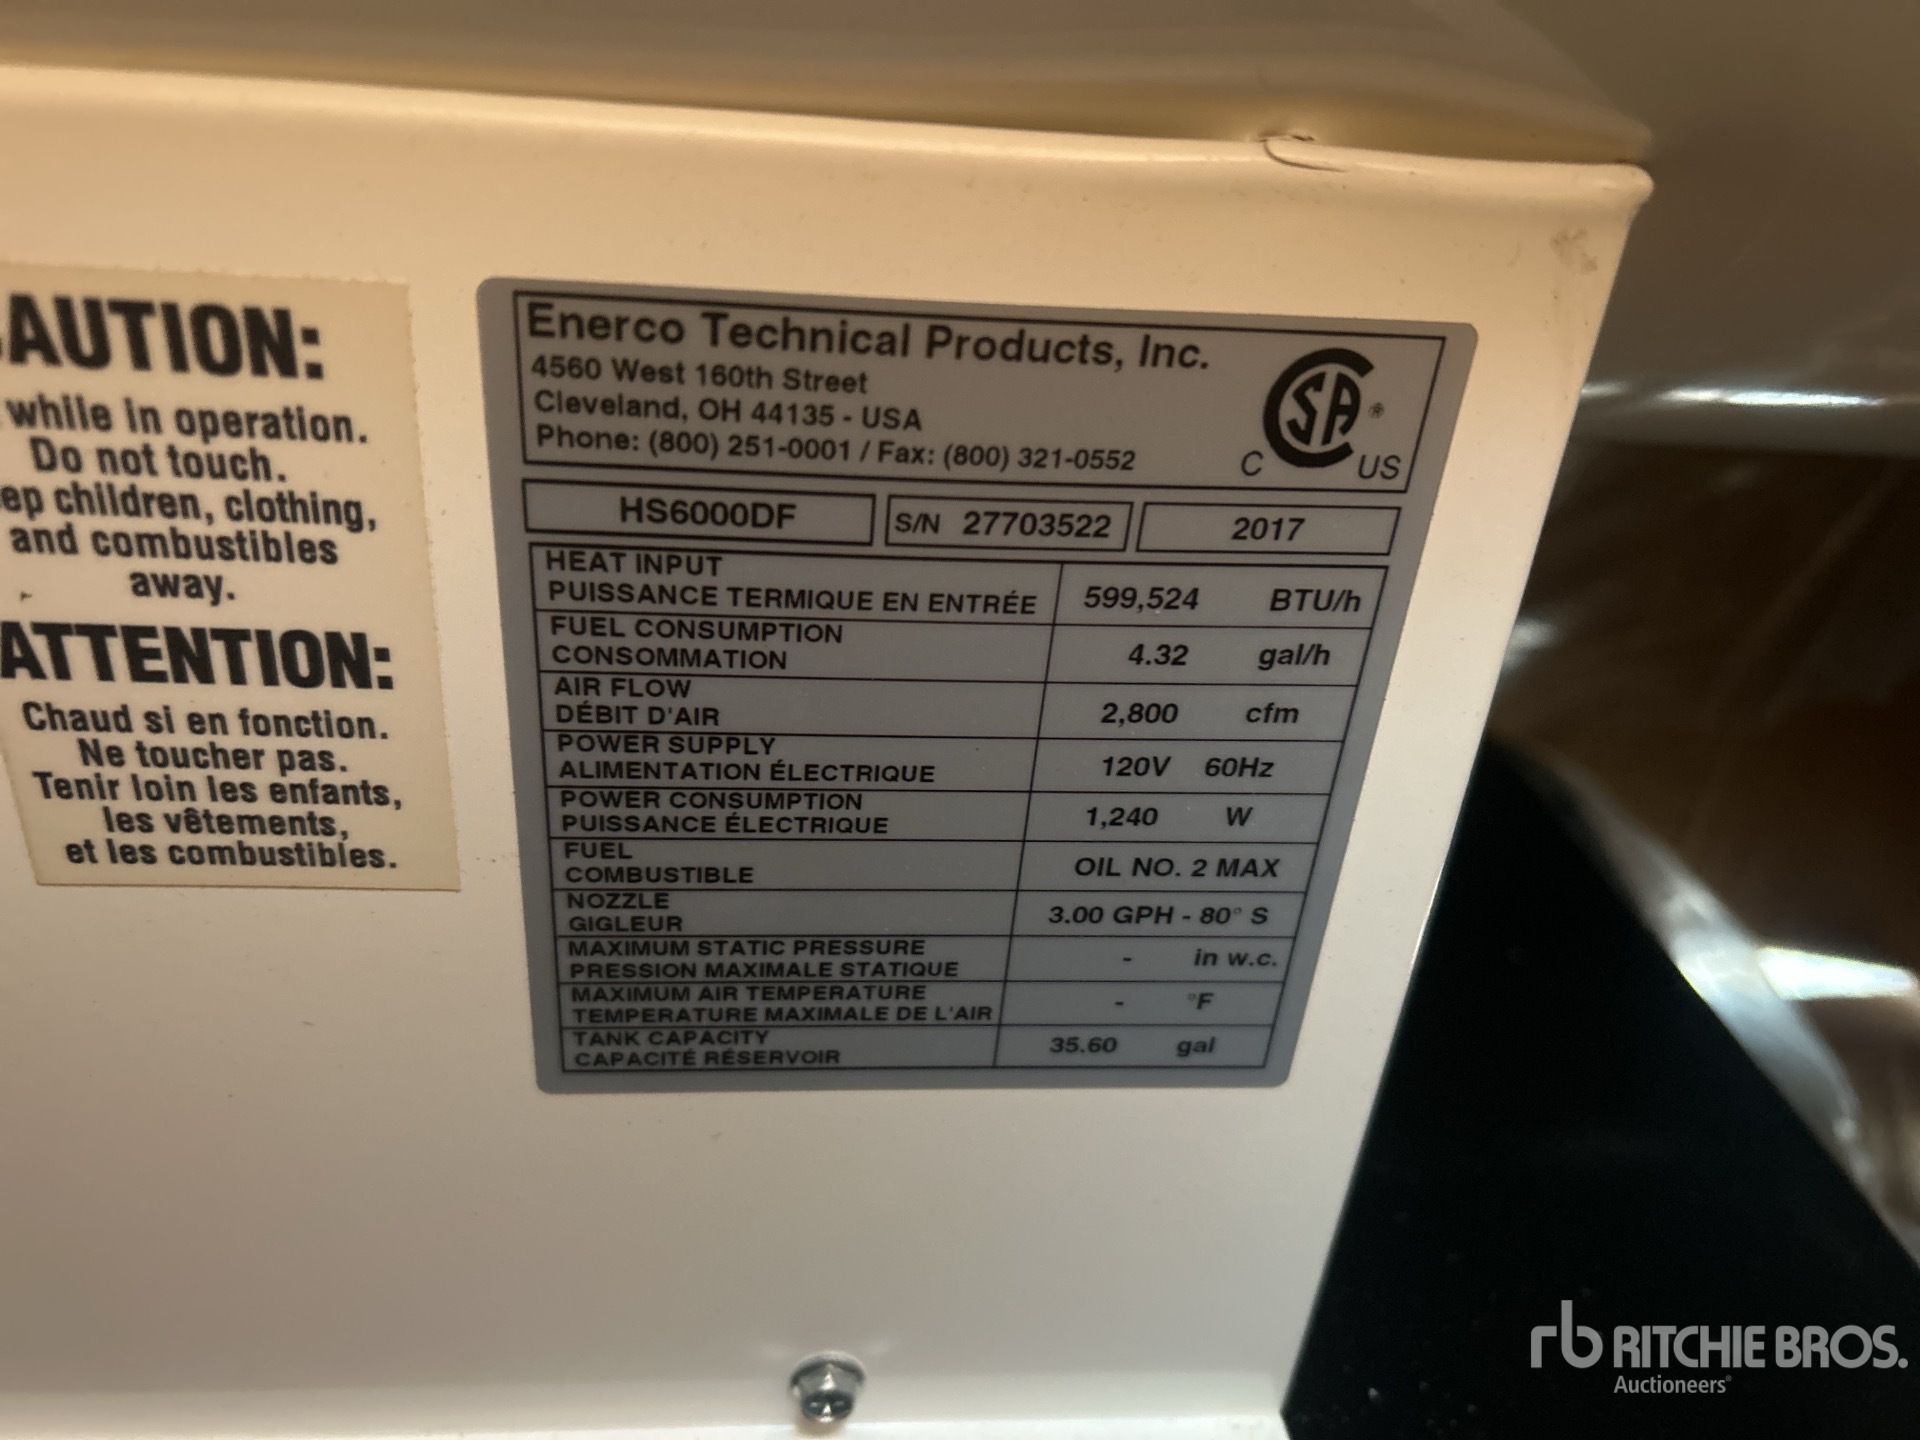 AUTION:
while in operation.
Do not touch.
ep children, clothing,
and combustibles
away.
ATTENTION:
Chaud si en fonction.
Ne toucher pas.
Tenir loin les enfants,
les vêtements,
et les combustibles.
Enerco Technical Products, Inc.
4560 West 160th Street
Cleveland, OH 44135 - USA
Phone: (800) 251-0001 / Fax: (800) 321-0552
CSA ®
C US
HS6000DF S/N 27703522 2017
HEAT INPUT
PUISSANCE TERMIQUE EN ENTRÉE 599,524 BTU/h
FUEL CONSUMPTION
CONSOMMATION 4.32 gal/h
AIR FLOW
DÉBIT D'AIR 2,800 cfm
POWER SUPPLY
ALIMENTATION ÉLECTRIQUE 120V 60Hz
POWER CONSUMPTION
PUISSANCE ÉLECTRIQUE 1,240 W
FUEL
COMBUSTIBLE OIL NO. 2 MAX
NOZZLE
GIGLEUR 3.00 GPH - 80° S
MAXIMUM STATIC PRESSURE
PRESSION MAXIMALE STATIQUE - in w.c.
MAXIMUM AIR TEMPERATURE
TEMPERATURE MAXIMALE DE L'AIR - °F
TANK CAPACITY
CAPACITÉ RÉSERVOIR 35.60 gal
rb RITCHIE BROS.
Auctioneers®